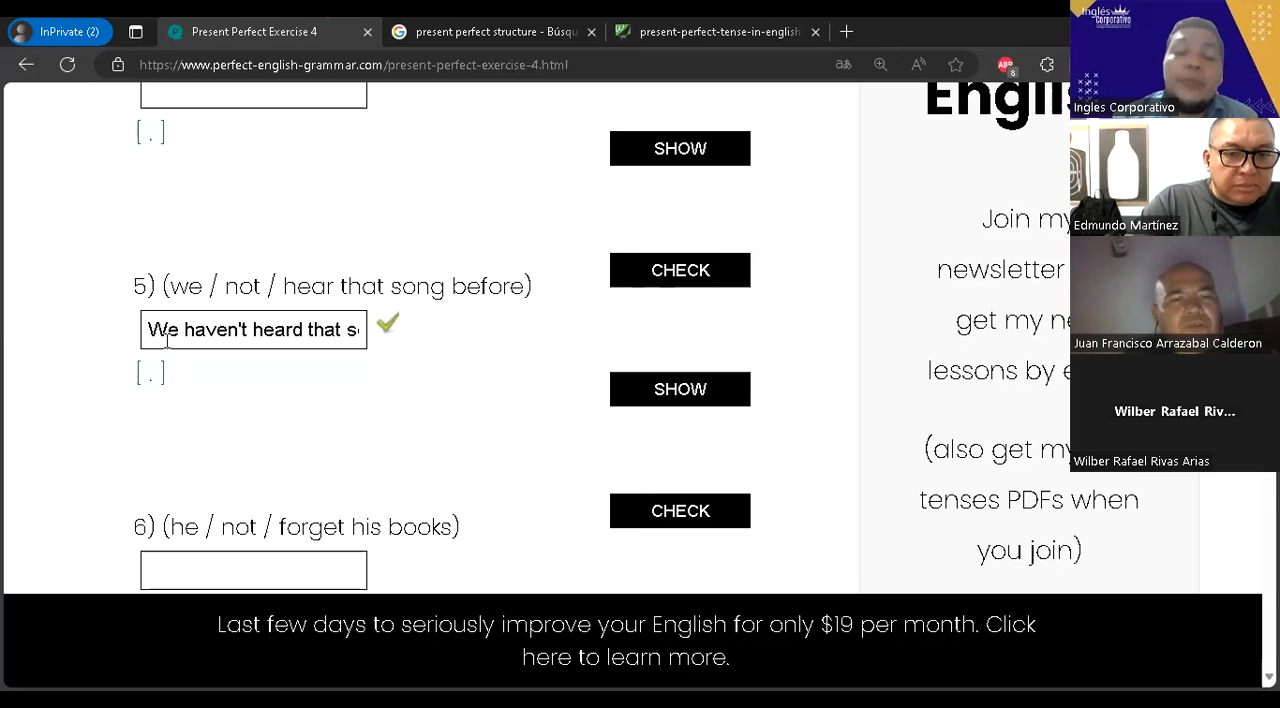 InPrivate (2)
Present Perfect Exercise 4
present perfect structure - Búsqu
present-perfect-tense-in-english
https://www.perfect-english-grammar.com/present-perfect-exercise-4.html
ABP
8
Inglés
Corporativo
Ingles Corporativo
Edmundo Martínez
Juan Francisco Arrazabal Calderon
Wilber Rafael Riv...
Wilber Rafael Rivas Arias
[ . ]
SHOW
CHECK
5) (we / not / hear that song before)
We haven't heard that s
[ . ]
SHOW
CHECK
6) (he / not / forget his books)
Join my
newsletter
get my
lessons by
(also get my
tenses PDFs when
you join)
Last few days to seriously improve your English for only $19 per month. Click
here to learn more.